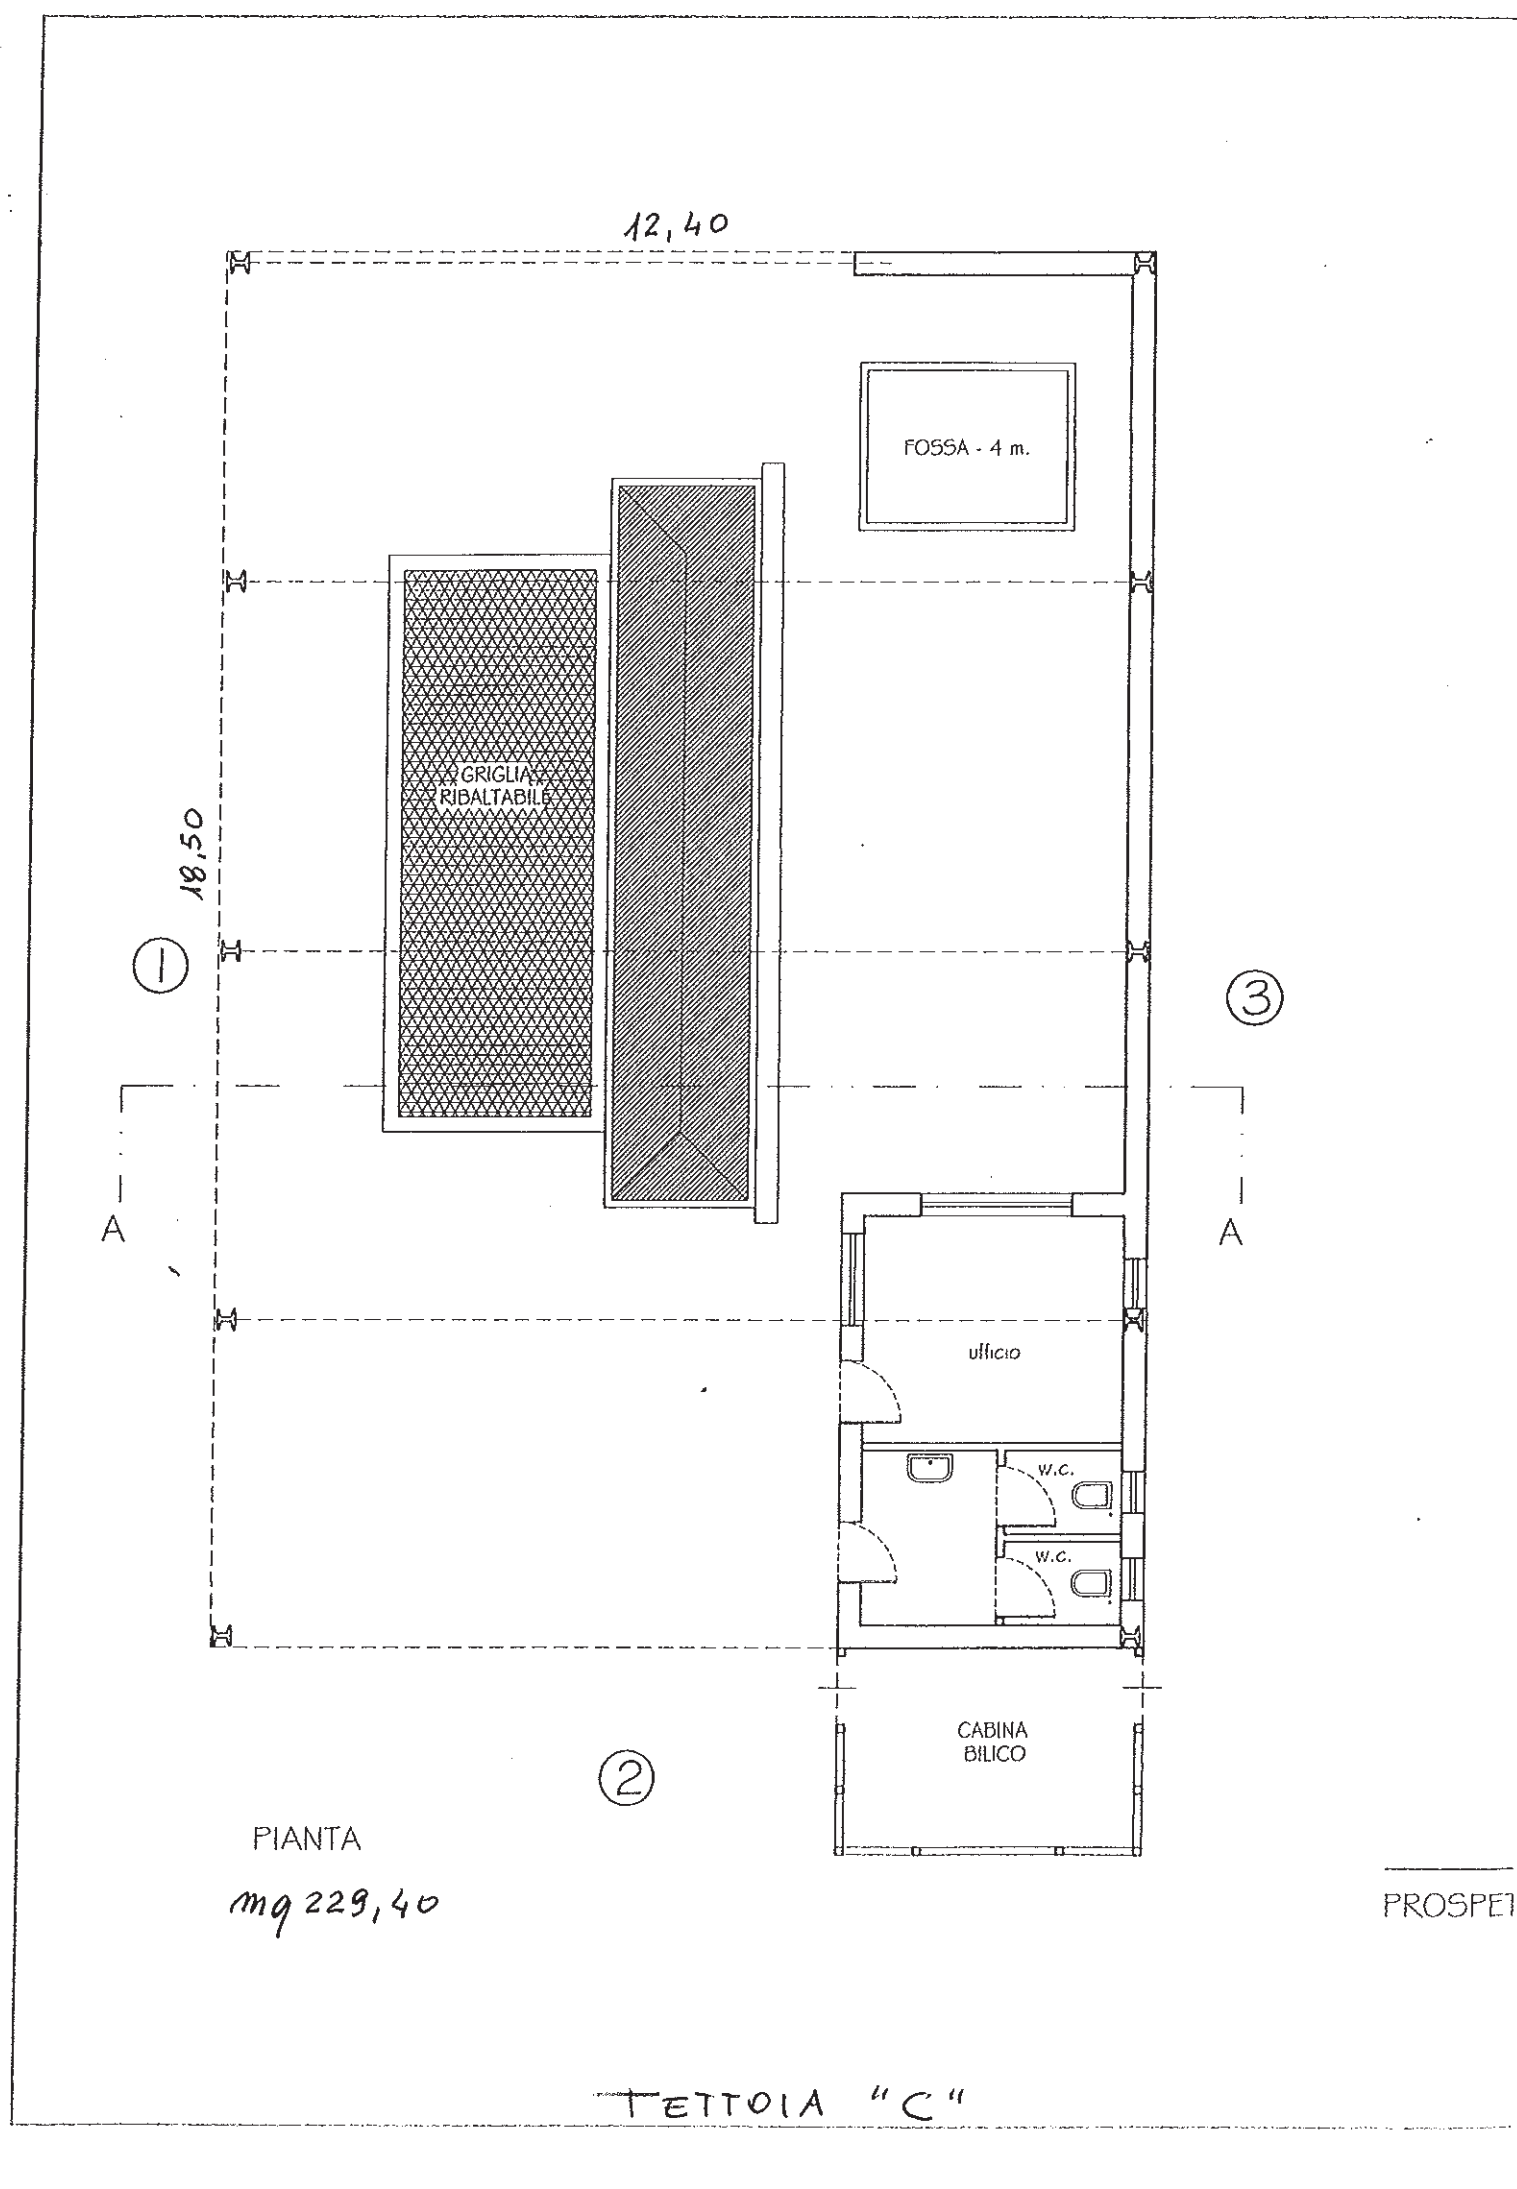 12,40
FOSSA - 4 m.
GRIGLIA
RIBALTABILE
18,50
1
3
A
A
ufficio
w.c.
w.c.
CABINA
BILICO
2
PIANTA
mq 229,40
PROSPET
TETTOIA "C"